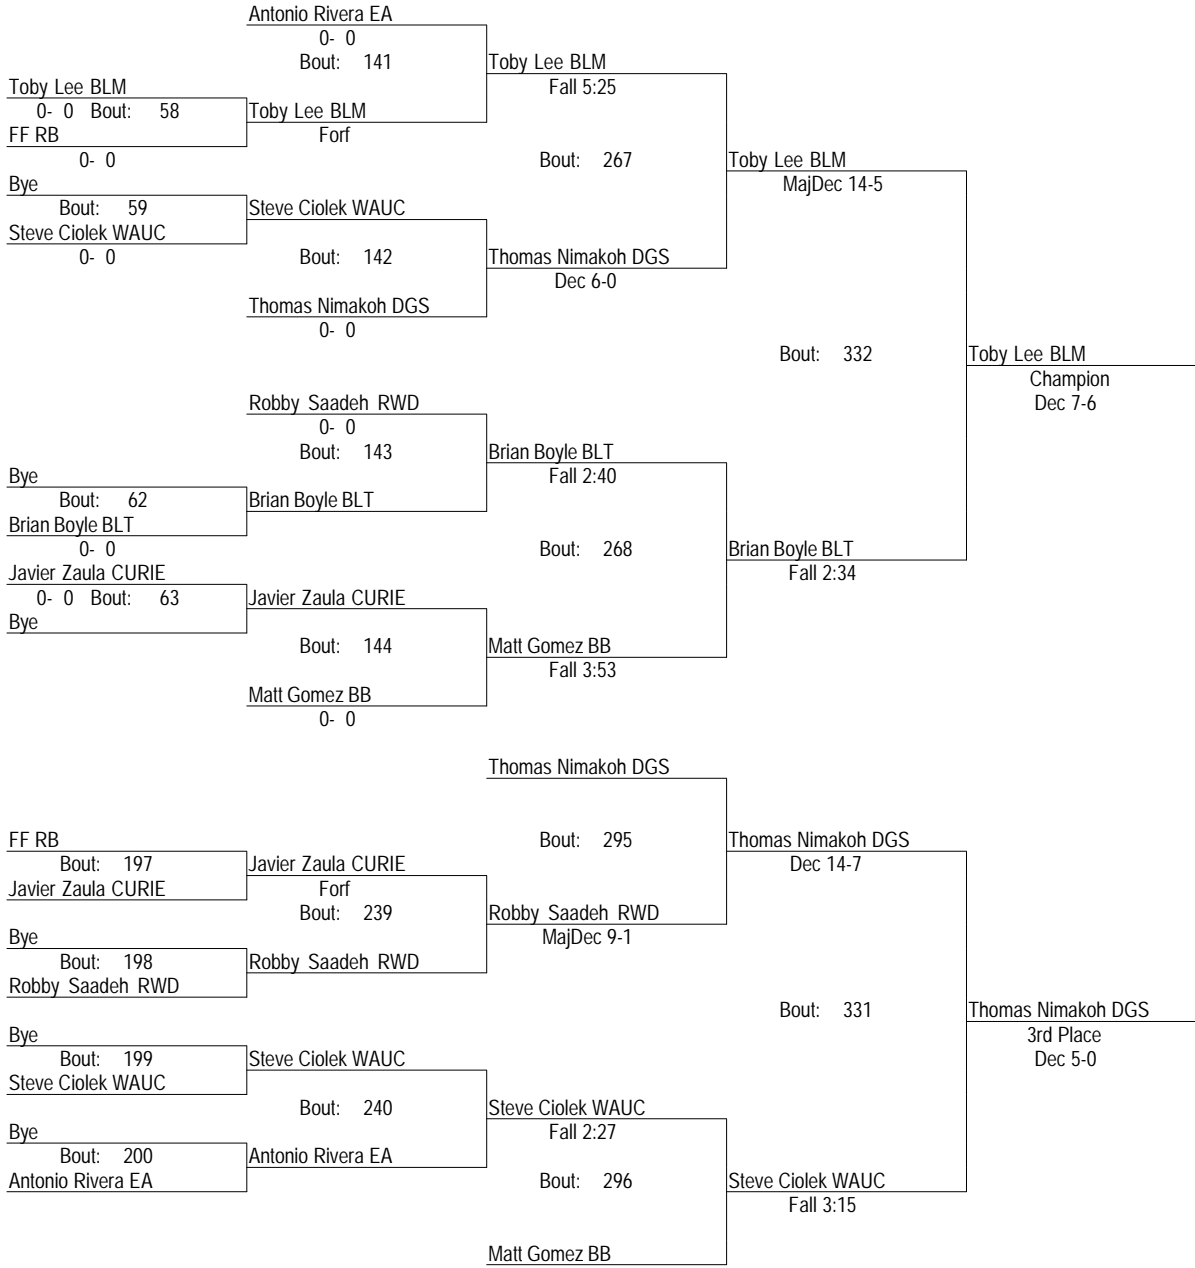 Antonio Rivera EA
0- 0
Bout: 141
Toby Lee BLM
Fall 5:25
Toby Lee BLM
0- 0 Bout: 58
Toby Lee BLM
FF RB
Forf
0- 0
Bout: 267
Toby Lee BLM
Bye
MajDec 14-5
Bout: 59
Steve Ciolek WAUC
Steve Ciolek WAUC
0- 0
Bout: 142
Thomas Nimakoh DGS
Dec 6-0
Thomas Nimakoh DGS
0- 0
Bout: 332
Toby Lee BLM
Champion
Dec 7-6
Robby Saadeh RWD
0- 0
Bout: 143
Brian Boyle BLT
Bye
Fall 2:40
Bout: 62
Brian Boyle BLT
Brian Boyle BLT
0- 0
Bout: 268
Brian Boyle BLT
Javier Zaula CURIE
Fall 2:34
0- 0 Bout: 63
Javier Zaula CURIE
Bye
Bout: 144
Matt Gomez BB
Fall 3:53
Matt Gomez BB
0- 0
Thomas Nimakoh DGS
FF RB
Bout: 295
Thomas Nimakoh DGS
Bout: 197
Javier Zaula CURIE
Dec 14-7
Javier Zaula CURIE
Forf
Bout: 239
Robby Saadeh RWD
Bye
MajDec 9-1
Bout: 198
Robby Saadeh RWD
Robby Saadeh RWD
Bout: 331
Thomas Nimakoh DGS
Bye
3rd Place
Bout: 199
Steve Ciolek WAUC
Dec 5-0
Steve Ciolek WAUC
Bout: 240
Steve Ciolek WAUC
Bye
Fall 2:27
Bout: 200
Antonio Rivera EA
Antonio Rivera EA
Bout: 296
Steve Ciolek WAUC
Fall 3:15
Matt Gomez BB